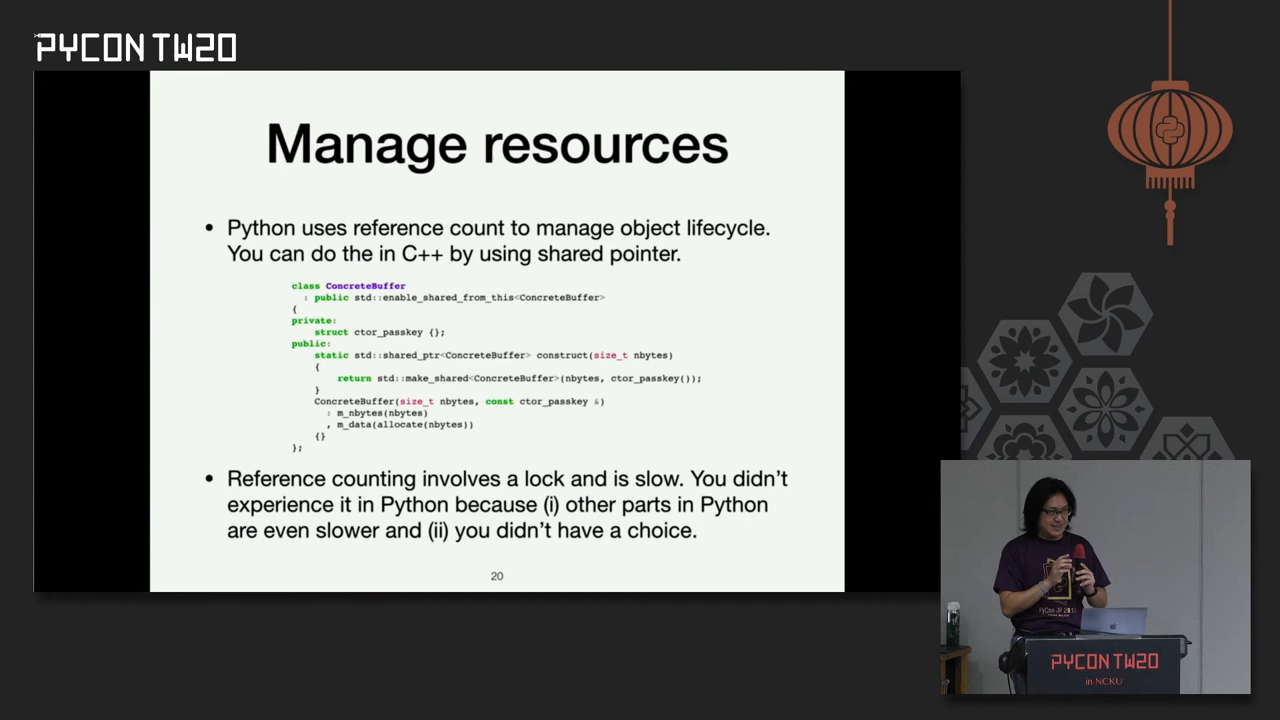 PYCON TW20
Manage resources
• Python uses reference count to manage object lifecycle.
You can do the in C++ by using shared pointer.
class ConcreteBuffer
: public std::enable_shared_from_this<ConcreteBuffer>
{
private:
struct ctor_passkey {};
public:
static std::shared_ptr<ConcreteBuffer> construct(size_t nbytes)
{
return std::make_shared<ConcreteBuffer>(nbytes, ctor_passkey());
}
ConcreteBuffer(size_t nbytes, const ctor_passkey &)
: m_nbytes(nbytes)
, m_data(allocate(nbytes))
{}
};
• Reference counting involves a lock and is slow. You didn't
experience it in Python because (i) other parts in Python
are even slower and (ii) you didn't have a choice.
20
PyCon JP
PYCON TW20
in NCKU